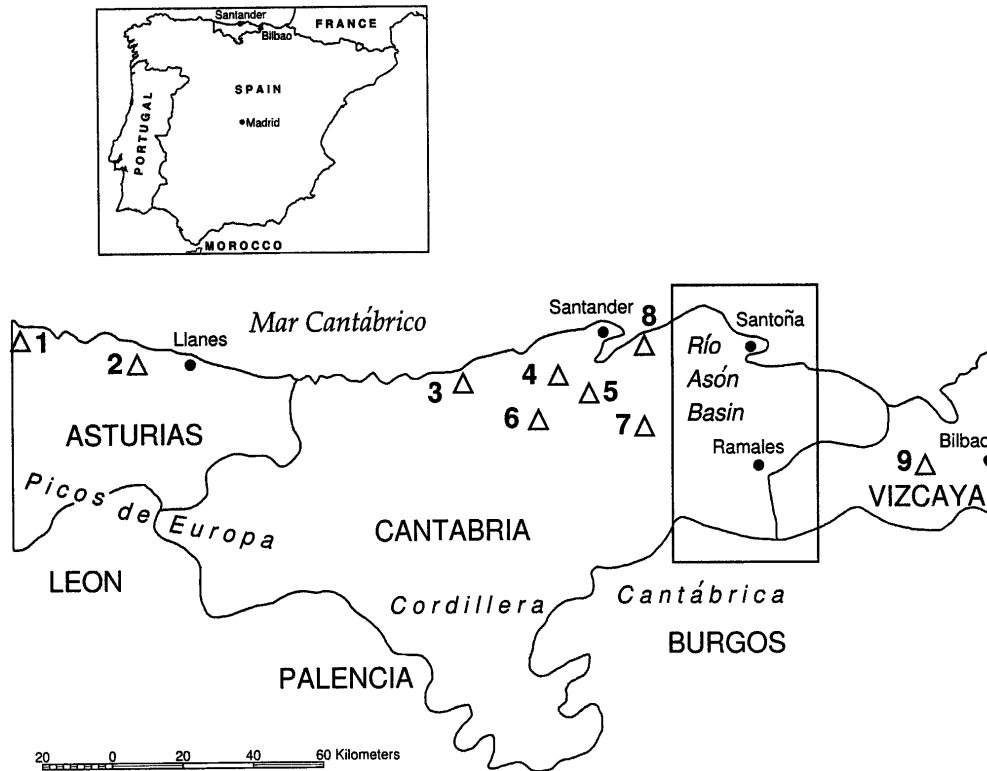 Santander
FRANCE
Bilbao
SPAIN
Madrid
PORTUGAL
MOROCCO
Mar Cantábrico
Santander
8
Santoña
1
Llanes
2
Río
Asón
Basin
3
4
5
6
7
ASTURIAS
Ramales
Bilbao
9
VIZCAYA
Picos de Europa
CANTABRIA
LEON
Cordillera Cantábrica
BURGOS
PALENCIA
20 0 20 40 60 Kilometers